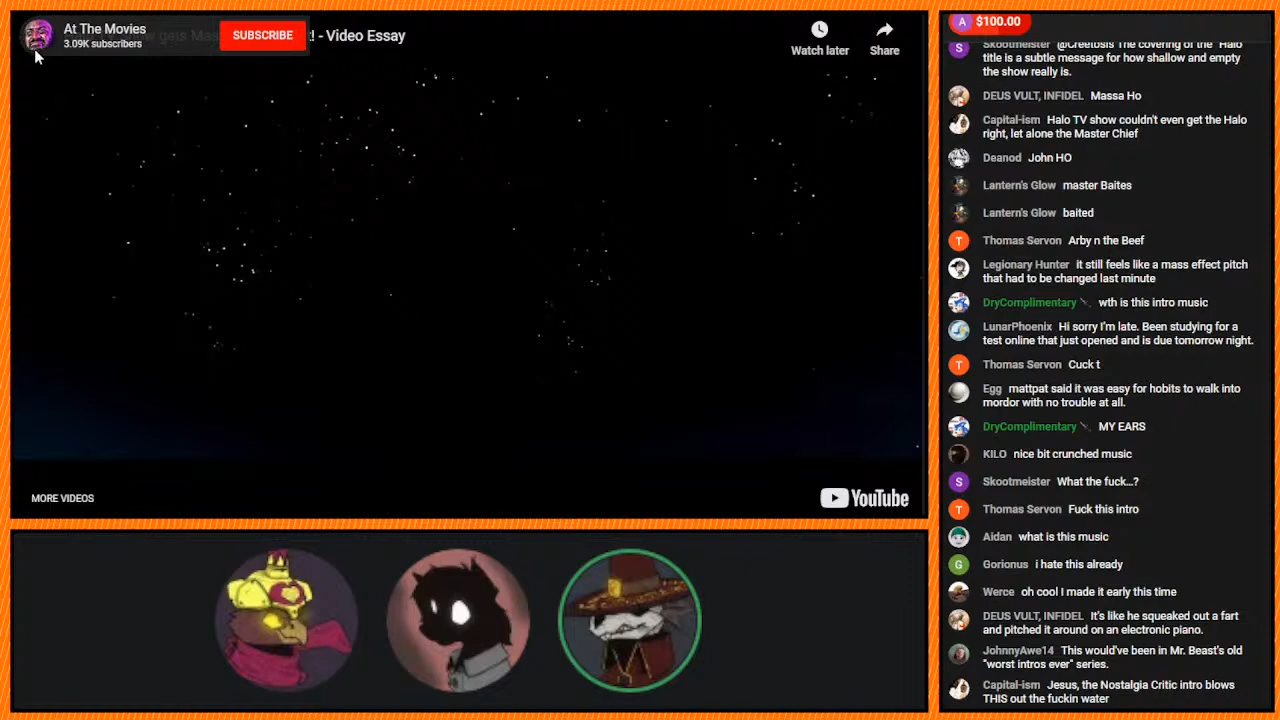 At The Movies
3.09K subscribers
SUBSCRIBE
! - Video Essay
Watch later
Share
MORE VIDEOS
YouTube
A $100.00
S Skootmeister @Creetosis The covering of the "Halo
title is a subtle message for how shallow and empty
the show really is.
DEUS VULT, INFIDEL Massa Ho
Capital-ism Halo TV show couldn't even get the Halo
right, let alone the Master Chief
Deanod John HO
Lantern's Glow master Baites
Lantern's Glow baited
T Thomas Servon Arby n the Beef
Legionary Hunter it still feels like a mass effect pitch
that had to be changed last minute
DryComplimentary wth is this intro music
LunarPhoenix Hi sorry I'm late. Been studying for a
test online that just opened and is due tomorrow night.
T Thomas Servon Cuck t
Egg mattpat said it was easy for hobits to walk into
mordor with no trouble at all.
DryComplimentary MY EARS
KILO nice bit crunched music
S Skootmeister What the fuck...?
T Thomas Servon Fuck this intro
Aidan what is this music
G Gorionus i hate this already
Werce oh cool I made it early this time
DEUS VULT, INFIDEL It's like he squeaked out a fart
and pitched it around on an electronic piano.
JohnnyAwe14 This would've been in Mr. Beast's old
"worst intros ever" series.
Capital-ism Jesus, the Nostalgia Critic intro blows
THIS out the fuckin water